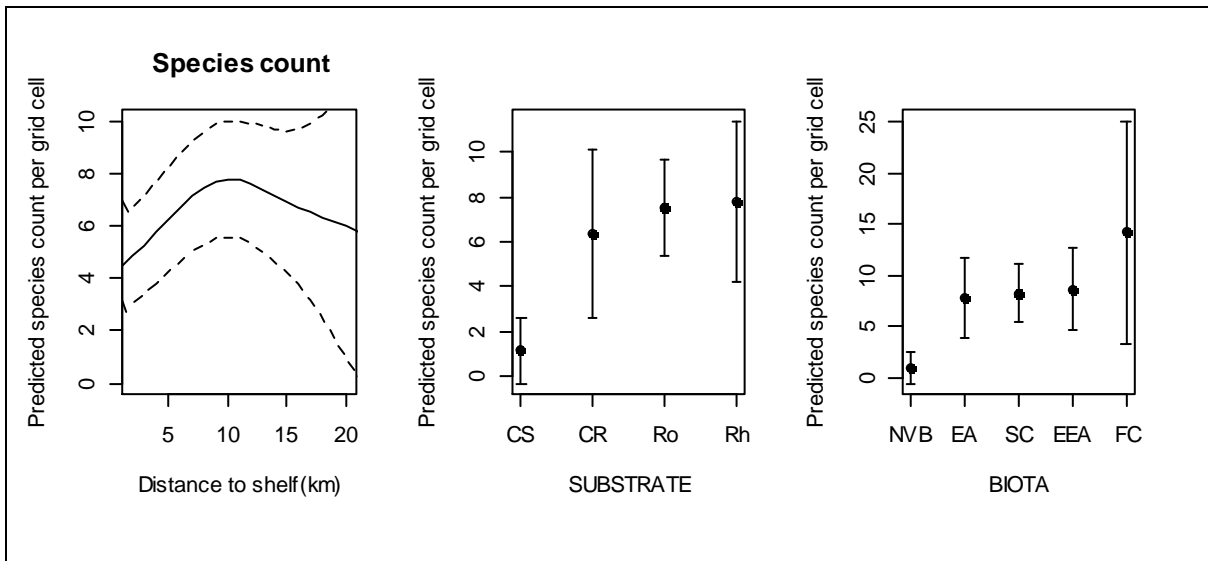 Species count
Predicted species count per grid cell
10
8
6
4
2
0
5 10 15 20
Distance to shelf(km)
Predicted species count per grid cell
10
8
6
4
2
0
CS CR Ro Rh
SUBSTRATE
Predicted species count per grid cell
25
20
15
10
5
0
NVB EA SC EEA FC
BIOTA